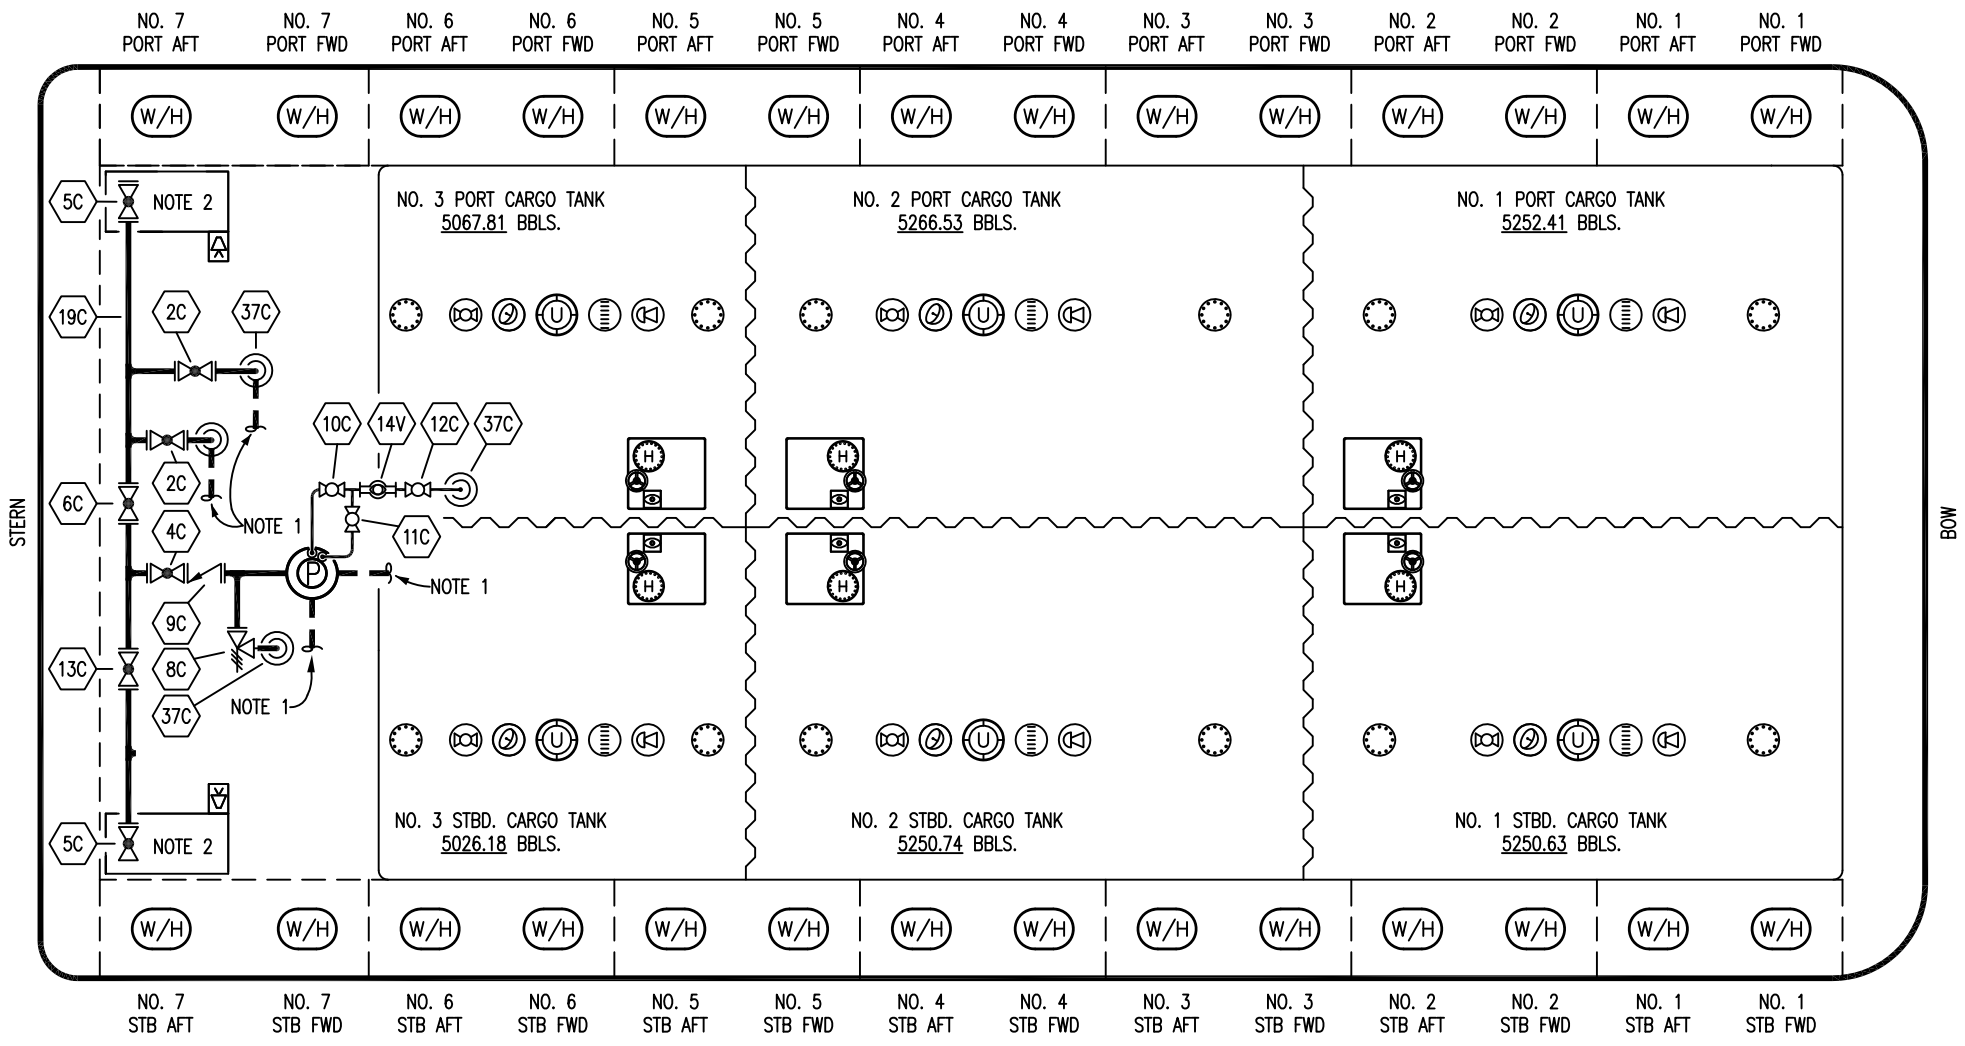 NO. 7 NO. 7 NO. 6 NO. 6 NO. 5 NO. 5 NO. 4 NO. 4 NO. 3 NO. 3 NO. 2 NO. 2 NO. 1 NO. 1
PORT AFT PORT FWD PORT AFT PORT FWD PORT AFT PORT FWD PORT AFT PORT FWD PORT AFT PORT FWD PORT AFT PORT FWD PORT AFT PORT FWD
W/H W/H W/H W/H W/H W/H W/H W/H W/H W/H W/H W/H W/H W/H
5C NOTE 2
NO. 3 PORT CARGO TANK
5067.81 BBLS.
NO. 2 PORT CARGO TANK
5266.53 BBLS.
NO. 1 PORT CARGO TANK
5252.41 BBLS.
19C 2C 37C
U U U
10C 14V 12C 37C
H H H
2C
6C
NOTE 1
4C
11C
STERN
BOW
P
NOTE 1
H H H
9C
13C 8C
37C NOTE 1
U U U
NO. 3 STBD. CARGO TANK
5026.18 BBLS.
NO. 2 STBD. CARGO TANK
5250.74 BBLS.
NO. 1 STBD. CARGO TANK
5250.63 BBLS.
5C NOTE 2
W/H W/H W/H W/H W/H W/H W/H W/H W/H W/H W/H W/H W/H W/H
NO. 7 NO. 7 NO. 6 NO. 6 NO. 5 NO. 5 NO. 4 NO. 4 NO. 3 NO. 3 NO. 2 NO. 2 NO. 1 NO. 1
STB AFT STB FWD STB AFT STB FWD STB AFT STB FWD STB AFT STB FWD STB AFT STB FWD STB AFT STB FWD STB AFT STB FWD